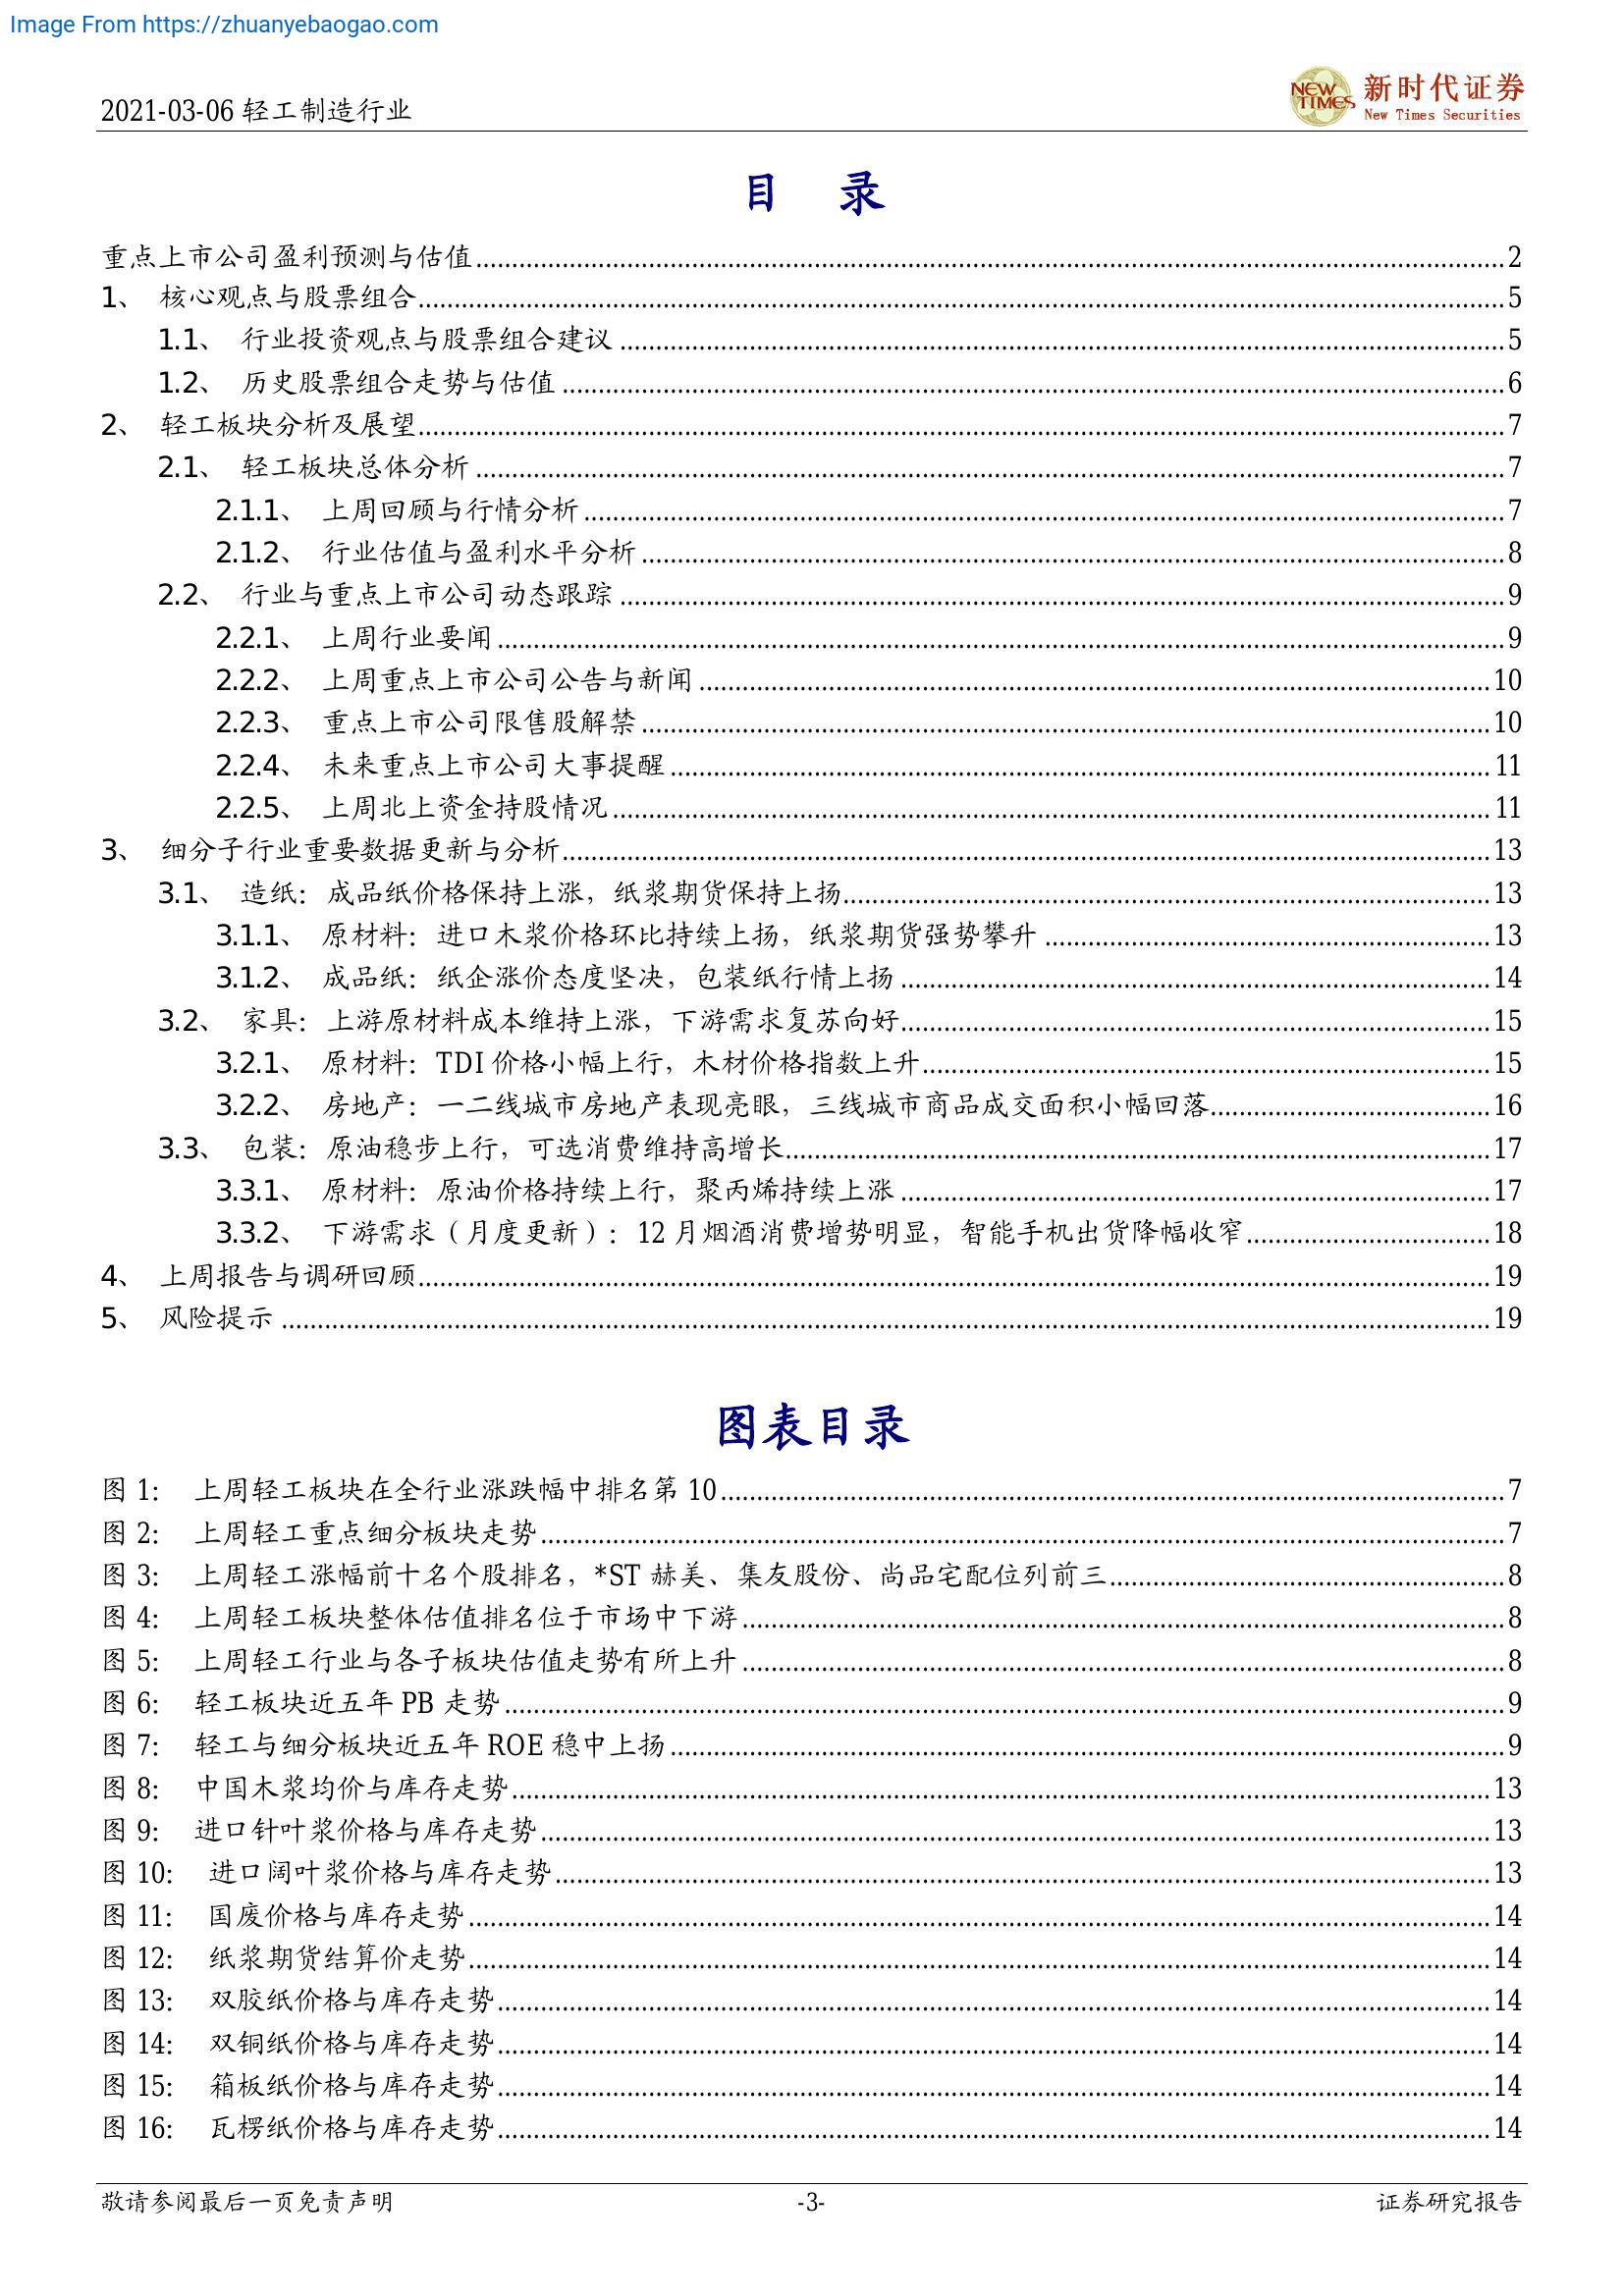 Image From https://zhuanyebaogao.com
2021-03-06 轻工制造行业
NEW TIMES
新时代证券
New Times Securities
目 录
重点上市公司盈利预测与估值 2
1、 核心观点与股票组合 5
1.1、 行业投资观点与股票组合建议 5
1.2、 历史股票组合走势与估值 6
2、 轻工板块分析及展望 7
2.1、 轻工板块总体分析 7
2.1.1、 上周回顾与行情分析 7
2.1.2、 行业估值与盈利水平分析 8
2.2、 行业与重点上市公司动态跟踪 9
2.2.1、 上周行业要闻 9
2.2.2、 上周重点上市公司公告与新闻 10
2.2.3、 重点上市公司限售股解禁 10
2.2.4、 未来重点上市公司大事提醒 11
2.2.5、 上周北上资金持股情况 11
3、 细分子行业重要数据更新与分析 13
3.1、 造纸：成品纸价格保持上涨，纸浆期货保持上扬 13
3.1.1、 原材料：进口木浆价格环比持续上扬，纸浆期货强势攀升 13
3.1.2、 成品纸：纸企涨价态度坚决，包装纸行情上扬 14
3.2、 家具：上游原材料成本维持上涨，下游需求复苏向好 15
3.2.1、 原材料：TDI 价格小幅上行，木材价格指数上升 15
3.2.2、 房地产：一二线城市房地产表现亮眼，三线城市商品成交面积小幅回落 16
3.3、 包装：原油稳步上行，可选消费维持高增长 17
3.3.1、 原材料：原油价格持续上行，聚丙烯持续上涨 17
3.3.2、 下游需求（月度更新）：12 月烟酒消费增势明显，智能手机出货降幅收窄 18
4、 上周报告与调研回顾 19
5、 风险提示 19
图表目录
图 1： 上周轻工板块在全行业涨跌幅中排名第 10 7
图 2： 上周轻工重点细分板块走势 7
图 3： 上周轻工涨幅前十名个股排名，*ST 赫美、集友股份、尚品宅配位列前三 8
图 4： 上周轻工板块整体估值排名位于市场中下游 8
图 5： 上周轻工行业与各子板块估值走势有所上升 8
图 6： 轻工板块近五年 PB 走势 9
图 7： 轻工与细分板块近五年 ROE 稳中上扬 9
图 8： 中国木浆均价与库存走势 13
图 9： 进口针叶浆价格与库存走势 13
图 10： 进口阔叶浆价格与库存走势 13
图 11： 国废价格与库存走势 14
图 12： 纸浆期货结算价走势 14
图 13： 双胶纸价格与库存走势 14
图 14： 双铜纸价格与库存走势 14
图 15： 箱板纸价格与库存走势 14
图 16： 瓦楞纸价格与库存走势 14
敬请参阅最后一页免责声明 -3- 证券研究报告